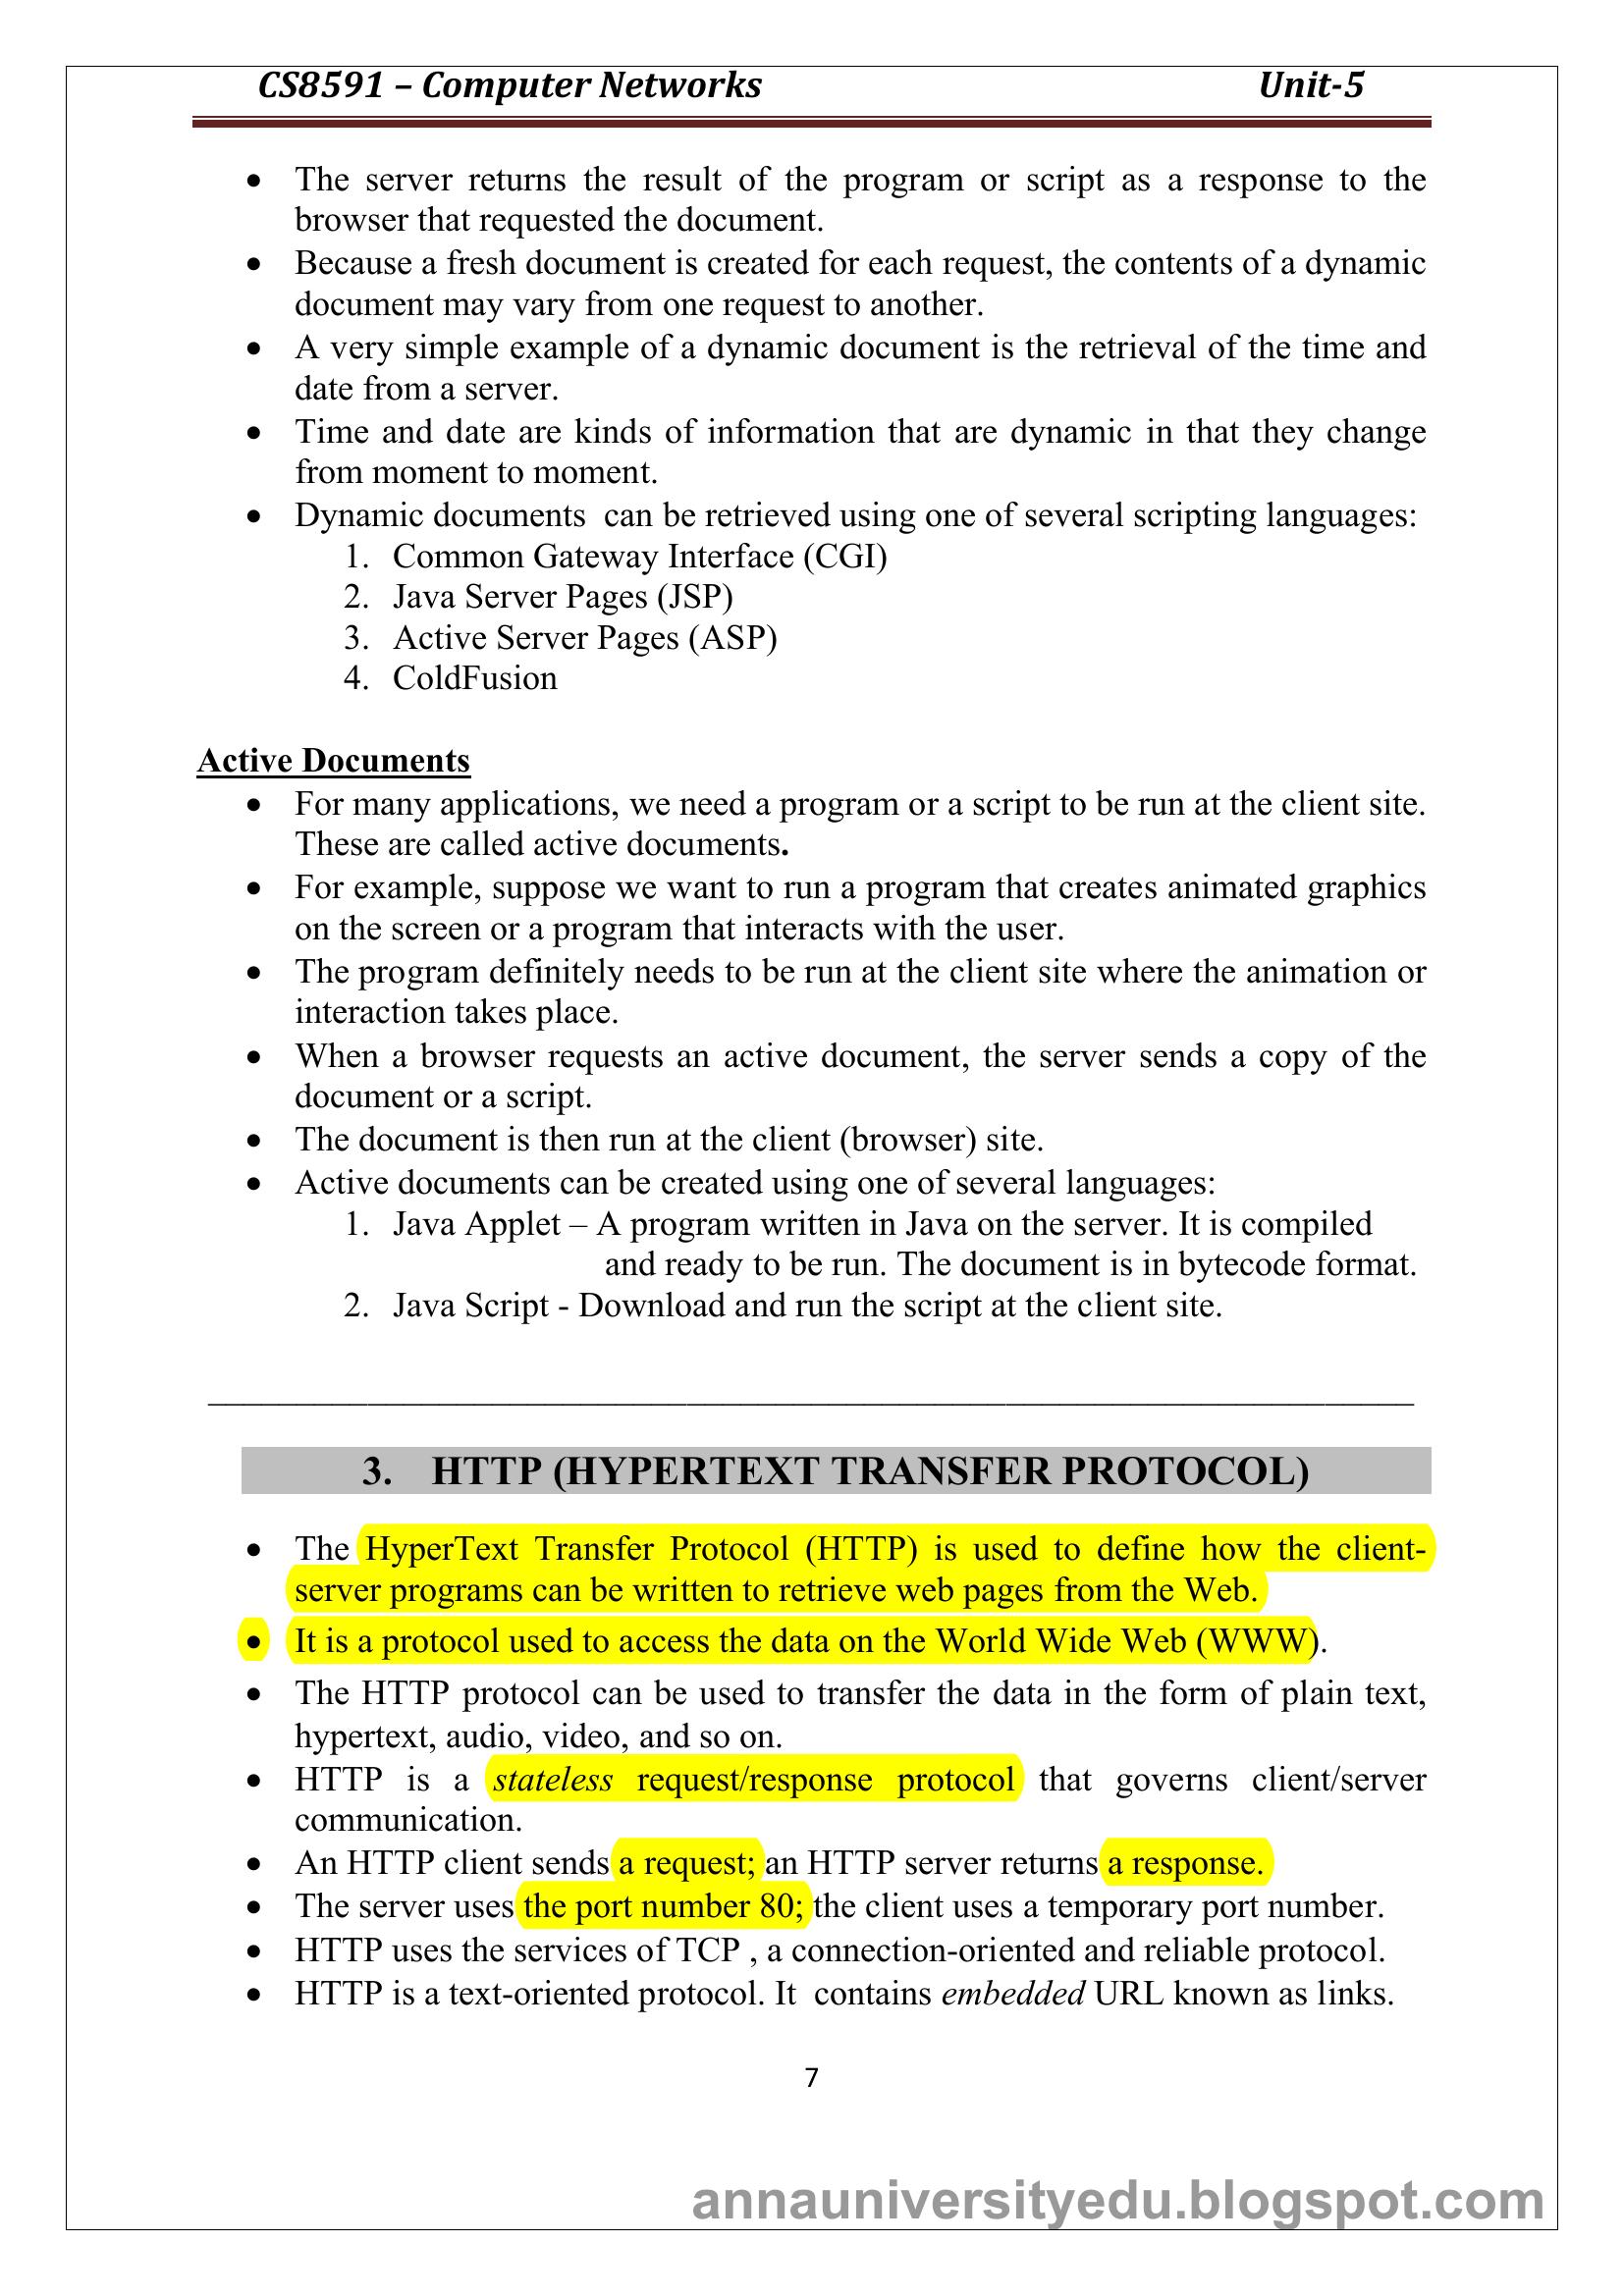 CS8591 – Computer Networks Unit-5
• The server returns the result of the program or script as a response to the
browser that requested the document.
• Because a fresh document is created for each request, the contents of a dynamic
document may vary from one request to another.
• A very simple example of a dynamic document is the retrieval of the time and
date from a server.
• Time and date are kinds of information that are dynamic in that they change
from moment to moment.
• Dynamic documents can be retrieved using one of several scripting languages:
1. Common Gateway Interface (CGI)
2. Java Server Pages (JSP)
3. Active Server Pages (ASP)
4. ColdFusion
Active Documents
• For many applications, we need a program or a script to be run at the client site.
These are called active documents.
• For example, suppose we want to run a program that creates animated graphics
on the screen or a program that interacts with the user.
• The program definitely needs to be run at the client site where the animation or
interaction takes place.
• When a browser requests an active document, the server sends a copy of the
document or a script.
• The document is then run at the client (browser) site.
• Active documents can be created using one of several languages:
1. Java Applet – A program written in Java on the server. It is compiled
and ready to be run. The document is in bytecode format.
2. Java Script - Download and run the script at the client site.
3. HTTP (HYPERTEXT TRANSFER PROTOCOL)
• The HyperText Transfer Protocol (HTTP) is used to define how the client-
server programs can be written to retrieve web pages from the Web.
• It is a protocol used to access the data on the World Wide Web (WWW).
• The HTTP protocol can be used to transfer the data in the form of plain text,
hypertext, audio, video, and so on.
• HTTP is a stateless request/response protocol that governs client/server
communication.
• An HTTP client sends a request; an HTTP server returns a response.
• The server uses the port number 80; the client uses a temporary port number.
• HTTP uses the services of TCP , a connection-oriented and reliable protocol.
• HTTP is a text-oriented protocol. It contains embedded URL known as links.
7
annauniversityedu.blogspot.com